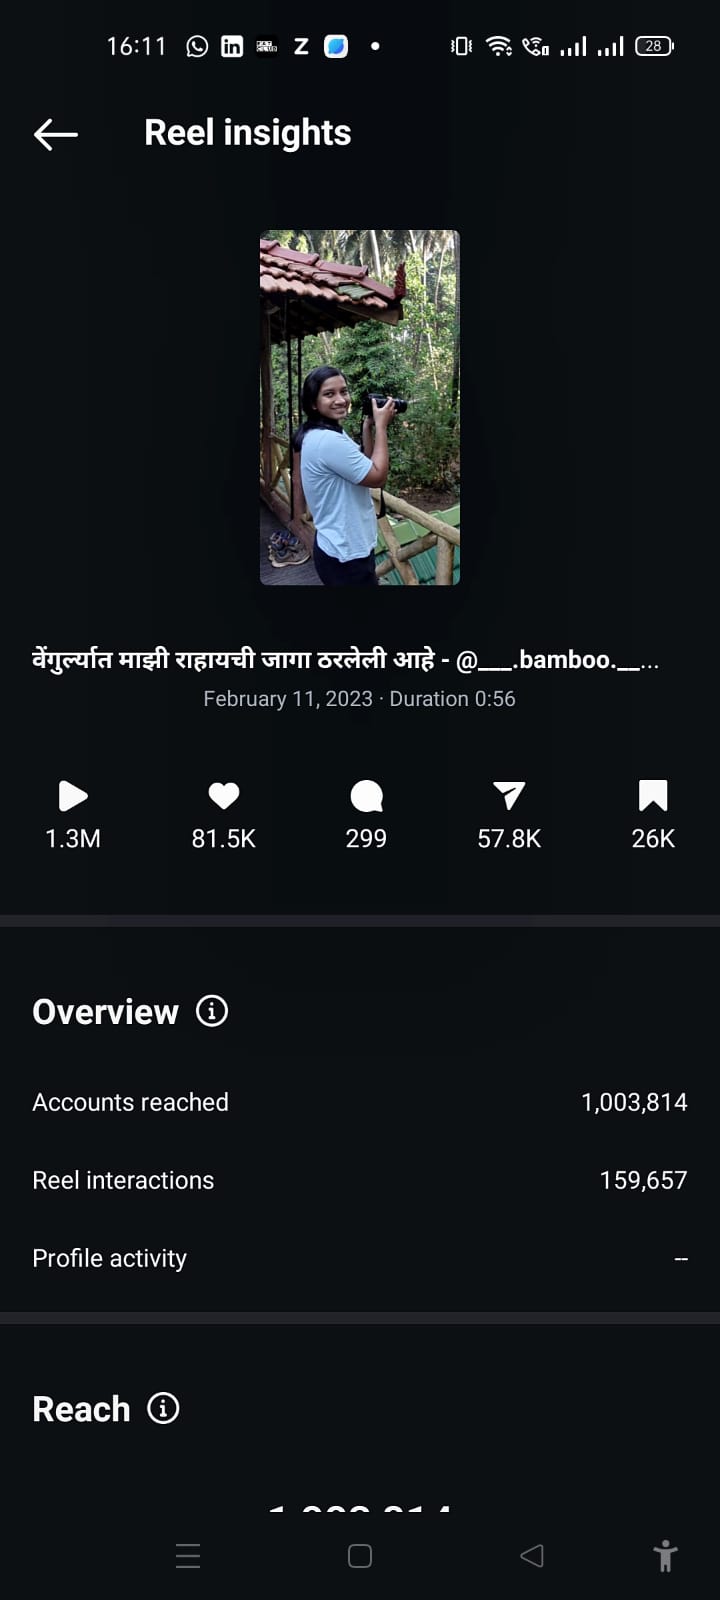 16:11
28
Reel insights
वेंगुर्ल्यात माझी राहायची जागा ठरलेली आहे - @___.bamboo.__...
February 11, 2023 · Duration 0:56
1.3M 81.5K 299 57.8K 26K
Overview
Accounts reached 1,003,814
Reel interactions 159,657
Profile activity --
Reach